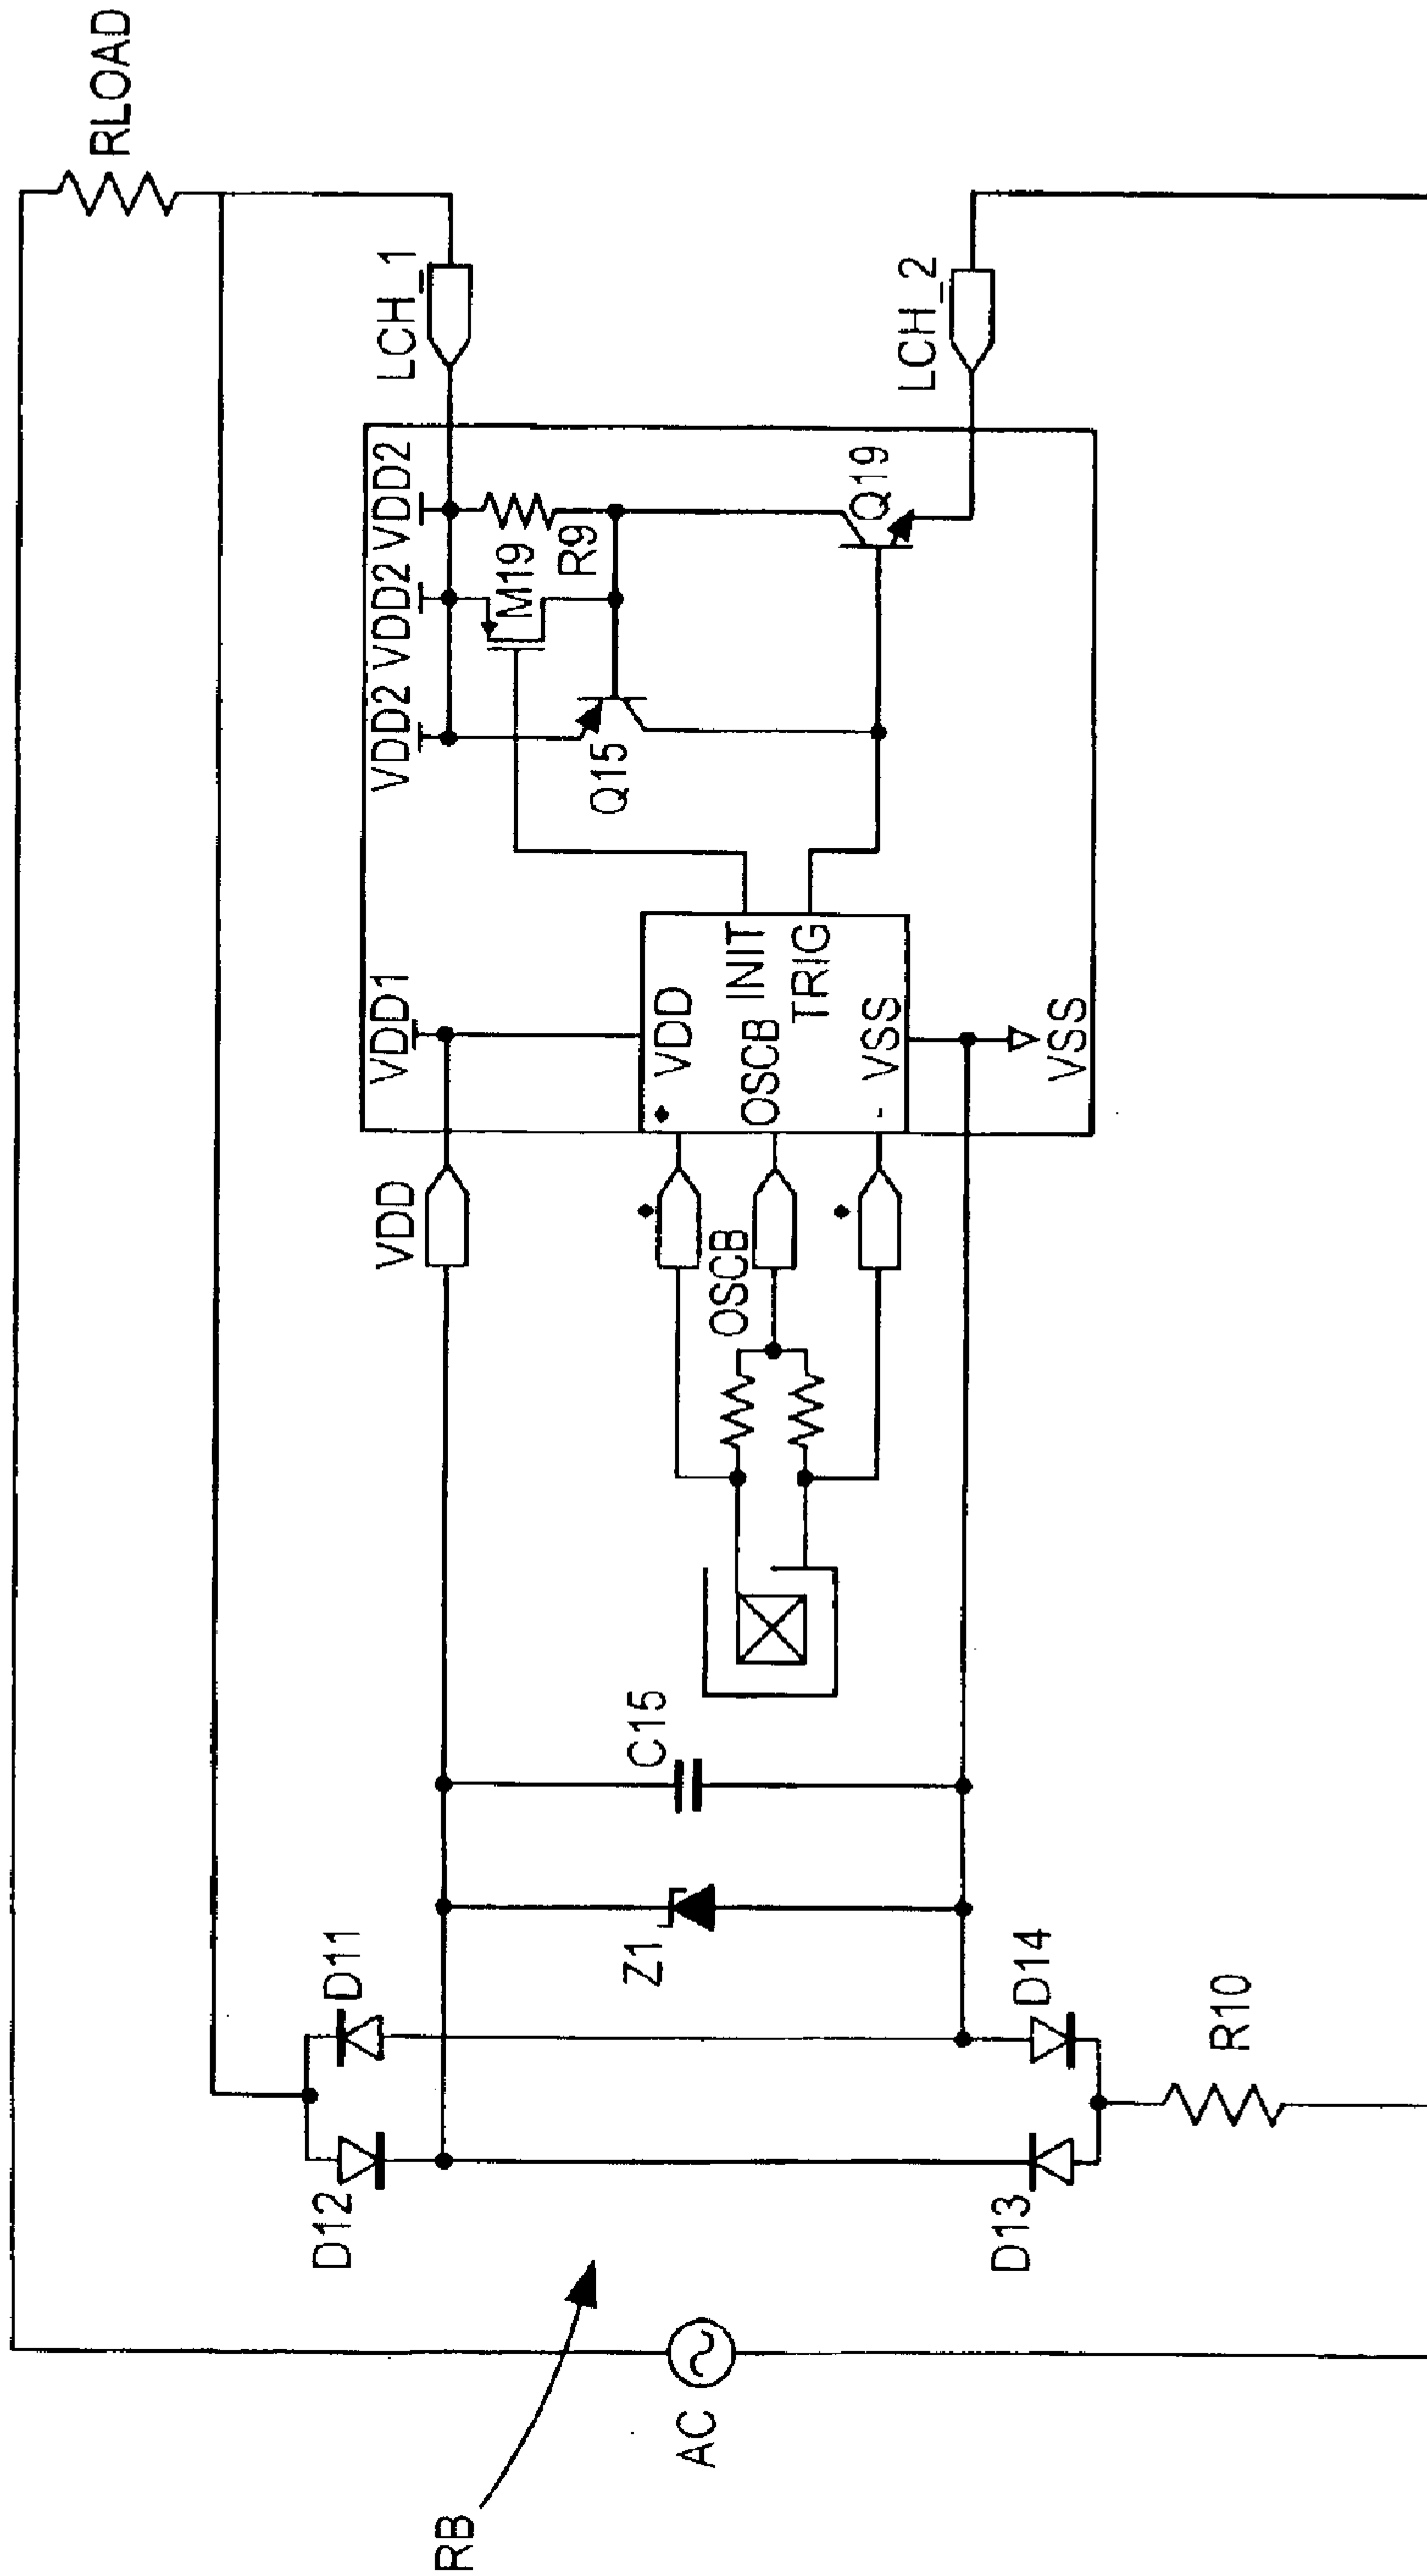 RLOAD
D12
D11
VDD
VDD1
VDD2
VDD2
VDD2
LCH_1
RB
M19
R9
Q15
Z1
C15
VDD
AC
OSCB
INIT
OSCB
TRIG
Q19
- VSS
LCH_2
D13
D14
VSS
R10